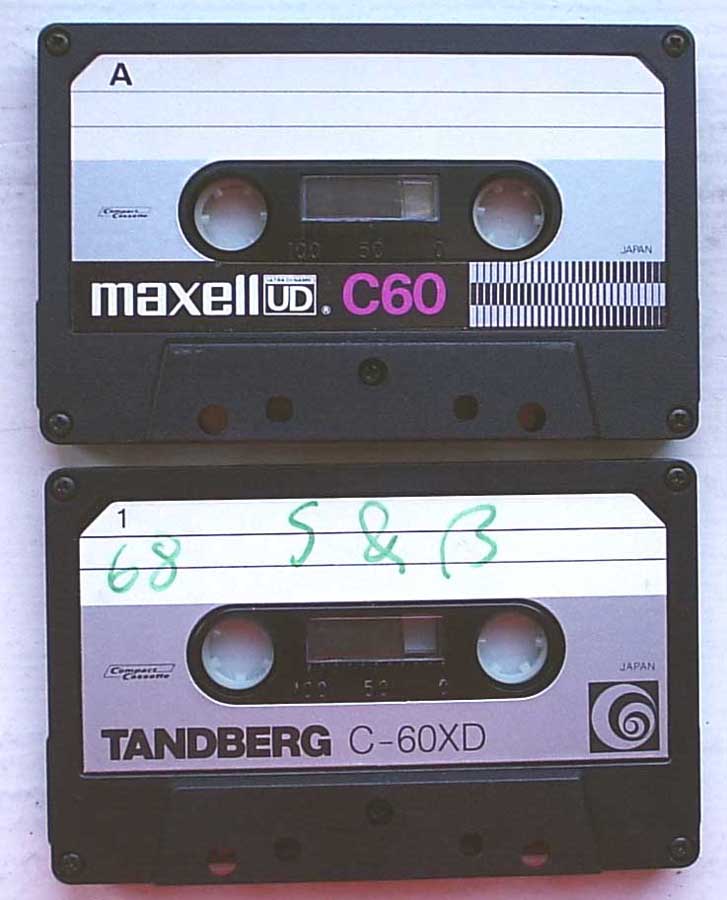 A
Compact Cassette
JAPAN
100 50 0
maxell UD® C60
1
S & B
68
Compact Cassette
JAPAN
100 50 0
TANDBERG C-60XD